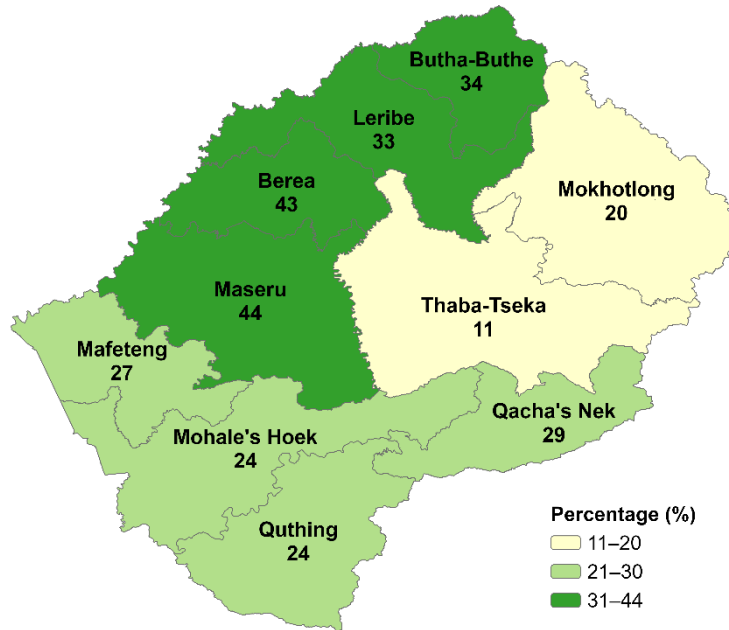 Butha-Buthe
34
Leribe
33
Berea
43
Mokhotlong
20
Maseru
44
Thaba-Tseka
11
Mafeteng
27
Qacha's Nek
29
Mohale's Hoek
24
Quthing
24
Percentage (%)
11–20
21–30
31–44